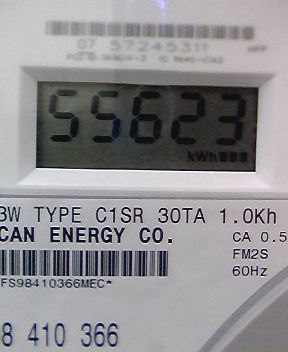 07 57245311
55623
kWh
3W TYPE C1SR 30TA 1.0Kh
CAN ENERGY CO.
CA 0.5
FM2S
60Hz
FS98410366MEC*
8 410 366